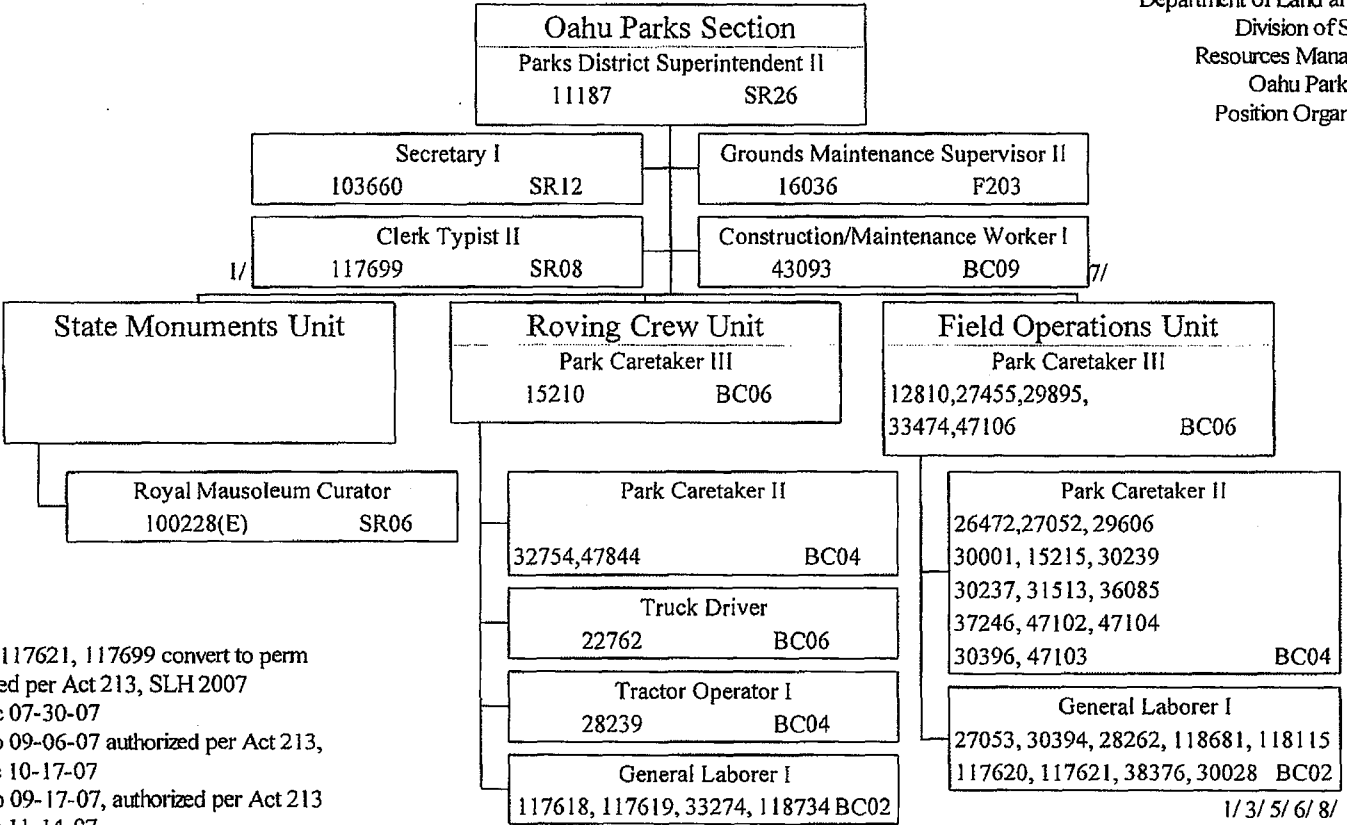 Department of Land
Division of
Resources
Oahu Park
Position
Oahu Parks Section
Parks District Superintendent II
11187 SR26
Secretary I
103660 SR12
Grounds Maintenance Supervisor II
16036 F203
Clerk Typist II
1/ 117699 SR08
Construction/Maintenance Worker I
43093 BC09 7/
State Monuments Unit
Royal Mausoleum Curator
100228(E) SR06
Roving Crew Unit
Park Caretaker III
15210 BC06
Park Caretaker II
32754,47844 BC04
Truck Driver
22762 BC06
Tractor Operator I
28239 BC04
General Laborer I
117618, 117619, 33274, 118734 BC02
Field Operations Unit
Park Caretaker III
12810,27455,29895,
33474,47106 BC06
Park Caretaker II
26472,27052, 29606
30001, 15215, 30239
30237, 31513, 36085
37246, 47102, 47104
30396, 47103 BC04
General Laborer I
27053, 30394, 28262, 118681, 118115
117620, 117621, 38376, 30028 BC02
1/ 3/ 5/ 6/ 8/
117621, 117699 convert to perm
per Act 213, SLH 2007
07-30-07
09-06-07 authorized per Act 213,
10-17-07
09-17-07, authorized per Act 213